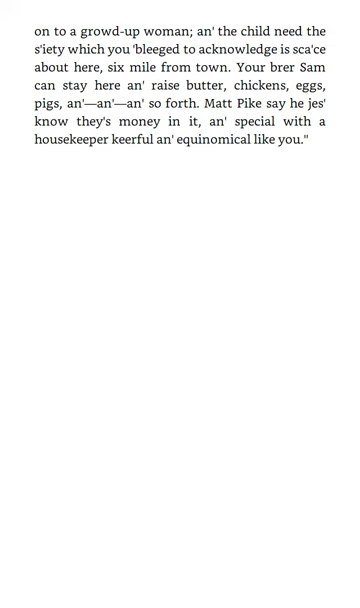 on to a growd-up woman; an' the child need the
s'iety which you 'bleeged to acknowledge is sca'ce
about here, six mile from town. Your brer Sam
can stay here an' raise butter, chickens, eggs,
pigs, an'—an'—an' so forth. Matt Pike say he jes'
know they's money in it, an' special with a
housekeeper keerful an' equinomical like you."